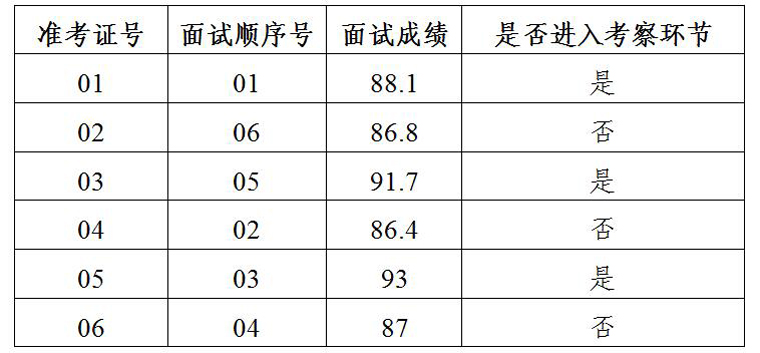 准考证号 面试顺序号 面试成绩 是否进入考察环节
01 01 88.1 是
02 06 86.8 否
03 05 91.7 是
04 02 86.4 否
05 03 93 是
06 04 87 否